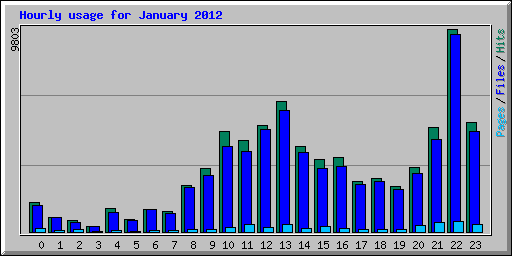 Hourly usage for January 2012
9803
Pages / Files / Hits
0 1 2 3 4 5 6 7 8 9 10 11 12 13 14 15 16 17 18 19 20 21 22 23